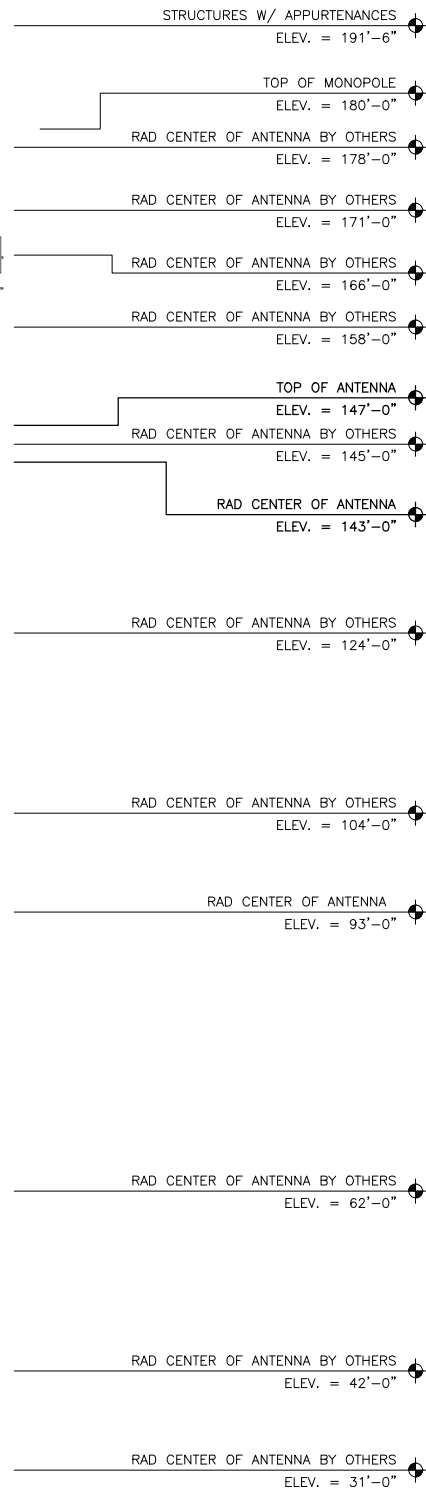 STRUCTURES W/ APPURTENANCES
ELEV. = 191'-6"
TOP OF MONOPOLE
ELEV. = 180'-0"
RAD CENTER OF ANTENNA BY OTHERS
ELEV. = 178'-0"
RAD CENTER OF ANTENNA BY OTHERS
ELEV. = 171'-0"
RAD CENTER OF ANTENNA BY OTHERS
ELEV. = 166'-0"
RAD CENTER OF ANTENNA BY OTHERS
ELEV. = 158'-0"
TOP OF ANTENNA
ELEV. = 147'-0"
RAD CENTER OF ANTENNA BY OTHERS
ELEV. = 145'-0"
RAD CENTER OF ANTENNA
ELEV. = 143'-0"
RAD CENTER OF ANTENNA BY OTHERS
ELEV. = 124'-0"
RAD CENTER OF ANTENNA BY OTHERS
ELEV. = 104'-0"
RAD CENTER OF ANTENNA
ELEV. = 93'-0"
RAD CENTER OF ANTENNA BY OTHERS
ELEV. = 62'-0"
RAD CENTER OF ANTENNA BY OTHERS
ELEV. = 42'-0"
RAD CENTER OF ANTENNA BY OTHERS
ELEV. = 31'-0"